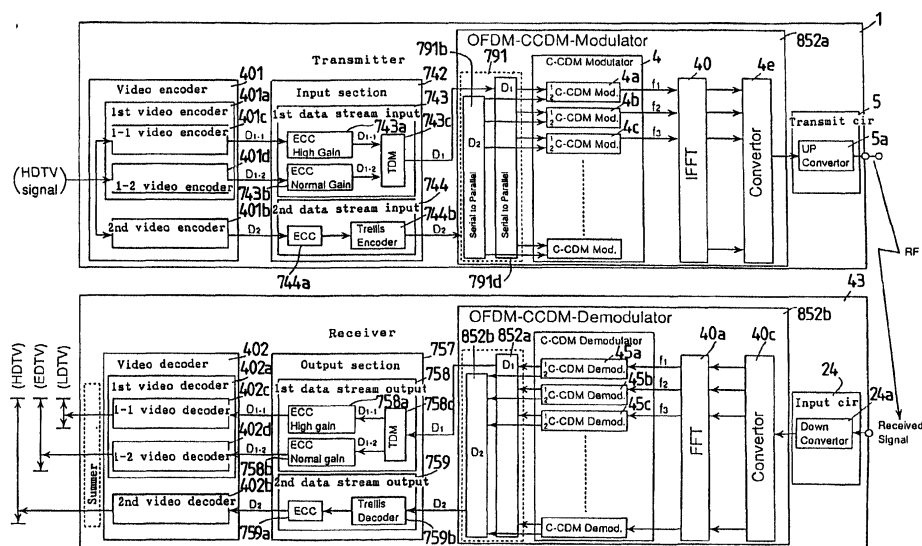 1
OFDM-CCDM-Modulator
852a
791b
791
4
40
4e
Transmitter
C-CDM Modulator
401
742
4a
D1
C-CDM Mod.
f1
Video encoder
Input section
4b
5
401a
743
C-CDM Mod.
f2
Transmit cir
1st video encoder
1st data stream input
4c
5a
401c
743a
743c
C-CDM Mod.
f3
1-1 video encoder
D1-1
ECC
High Gain
D1-1
TDM
D1
D2
Serial to Parallel
Serial to Parallel
IFFT
Convertor
UP
Convertor
401d
(HDTV
signal)
1-2 video encoder
D1-2
ECC
Normal Gain
D1-2
743b
744
401b
2nd data stream input
744b
2nd video encoder
D2
ECC
Trellis
Encoder
D2
C-CDM Mod.
RF
744a
791d
43
OFDM-CCDM-Demodulator
852b
Receiver
852b
852a
C-CDM Demodulator
40a
40c
402
757
45a
D1
1
2
C-CDM Demod.
f1
Video decoder
Output section
758
45b
24
402a
C-CDM Demod.
f2
Input cir
1st video decoder
1st data stream output
45c
24a
402c
758a
758c
C-CDM Demod.
f3
(HDTV)
(EDTV)
(LDTV)
1-1 video decoder
D1-1
ECC
High gain
D1-1
TDM
D1
D2
FFT
Convertor
Down
Convertor
Received
Signal
402d
1-2 video decoder
D1-2
ECC
Normal gain
D1-2
758b
759
402b
2nd data stream output
Summer
2nd video decoder
D2
ECC
Trellis
Decoder
D2
C-CDM Demod.
759a
759b